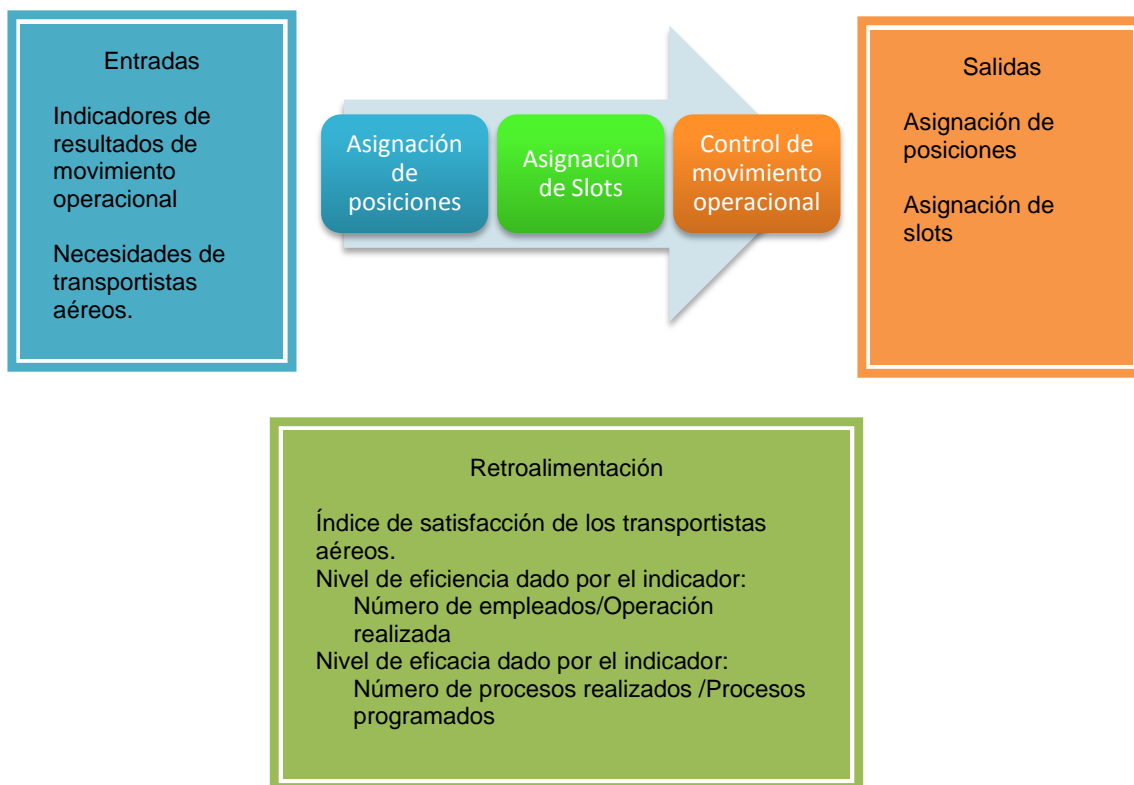 Entradas
Indicadores de
resultados de
movimiento
operacional
Necesidades de
transportistas
aéreos.
Asignación
de
posiciones
Asignación
de Slots
Control de
movimiento
operacional
Salidas
Asignación de
posiciones
Asignación de
slots
Retroalimentación
Índice de satisfacción de los transportistas
aéreos.
Nivel de eficiencia dado por el indicador:
Número de empleados/Operación
realizada
Nivel de eficacia dado por el indicador:
Número de procesos realizados /Procesos
programados